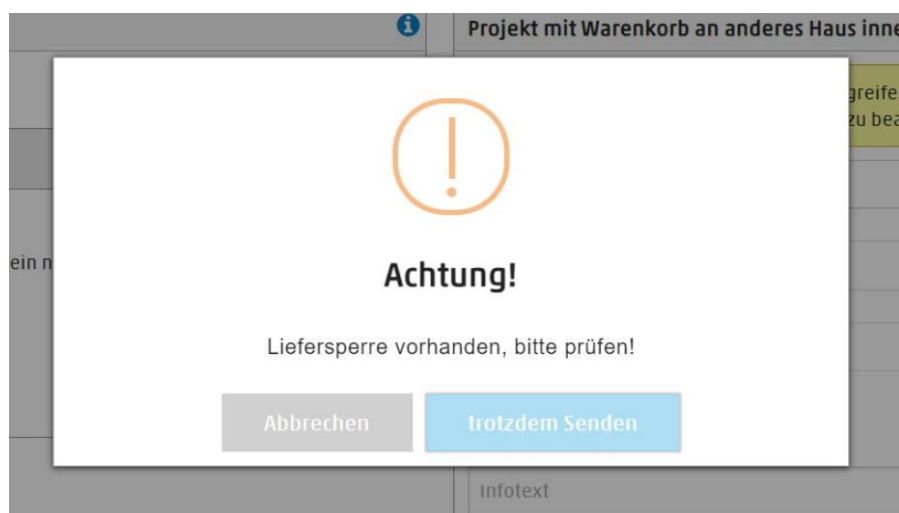 Projekt mit Warenkorb an anderes Haus inne
greife
zu bea
ein n
Achtung!
Liefersperre vorhanden, bitte prüfen!
Abbrechen
trotzdem Senden
Infotext